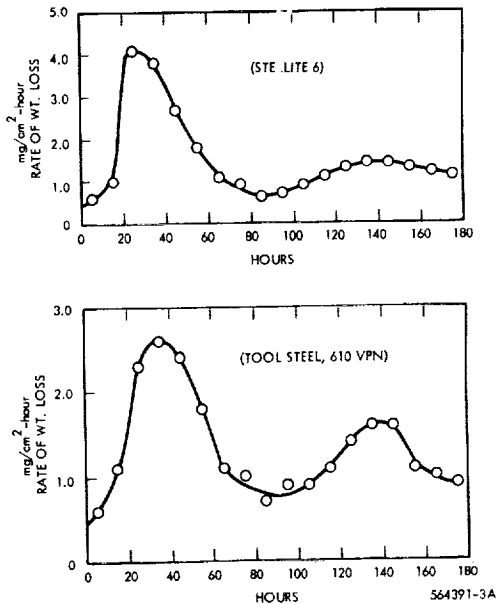 5.0
4.0
3.0
2.0
1.0
0
mg/cm2-hour
RATE OF WT. LOSS
(STE .LITE 6)
0 20 40 60 80 100 120 140 160 180
HOURS
3.0
2.0
1.0
0
mg/cm2-hour
RATE OF WT. LOSS
(TOOL STEEL, 610 VPN)
0 20 40 60 80 100 120 140 160 180
HOURS
564391-3A